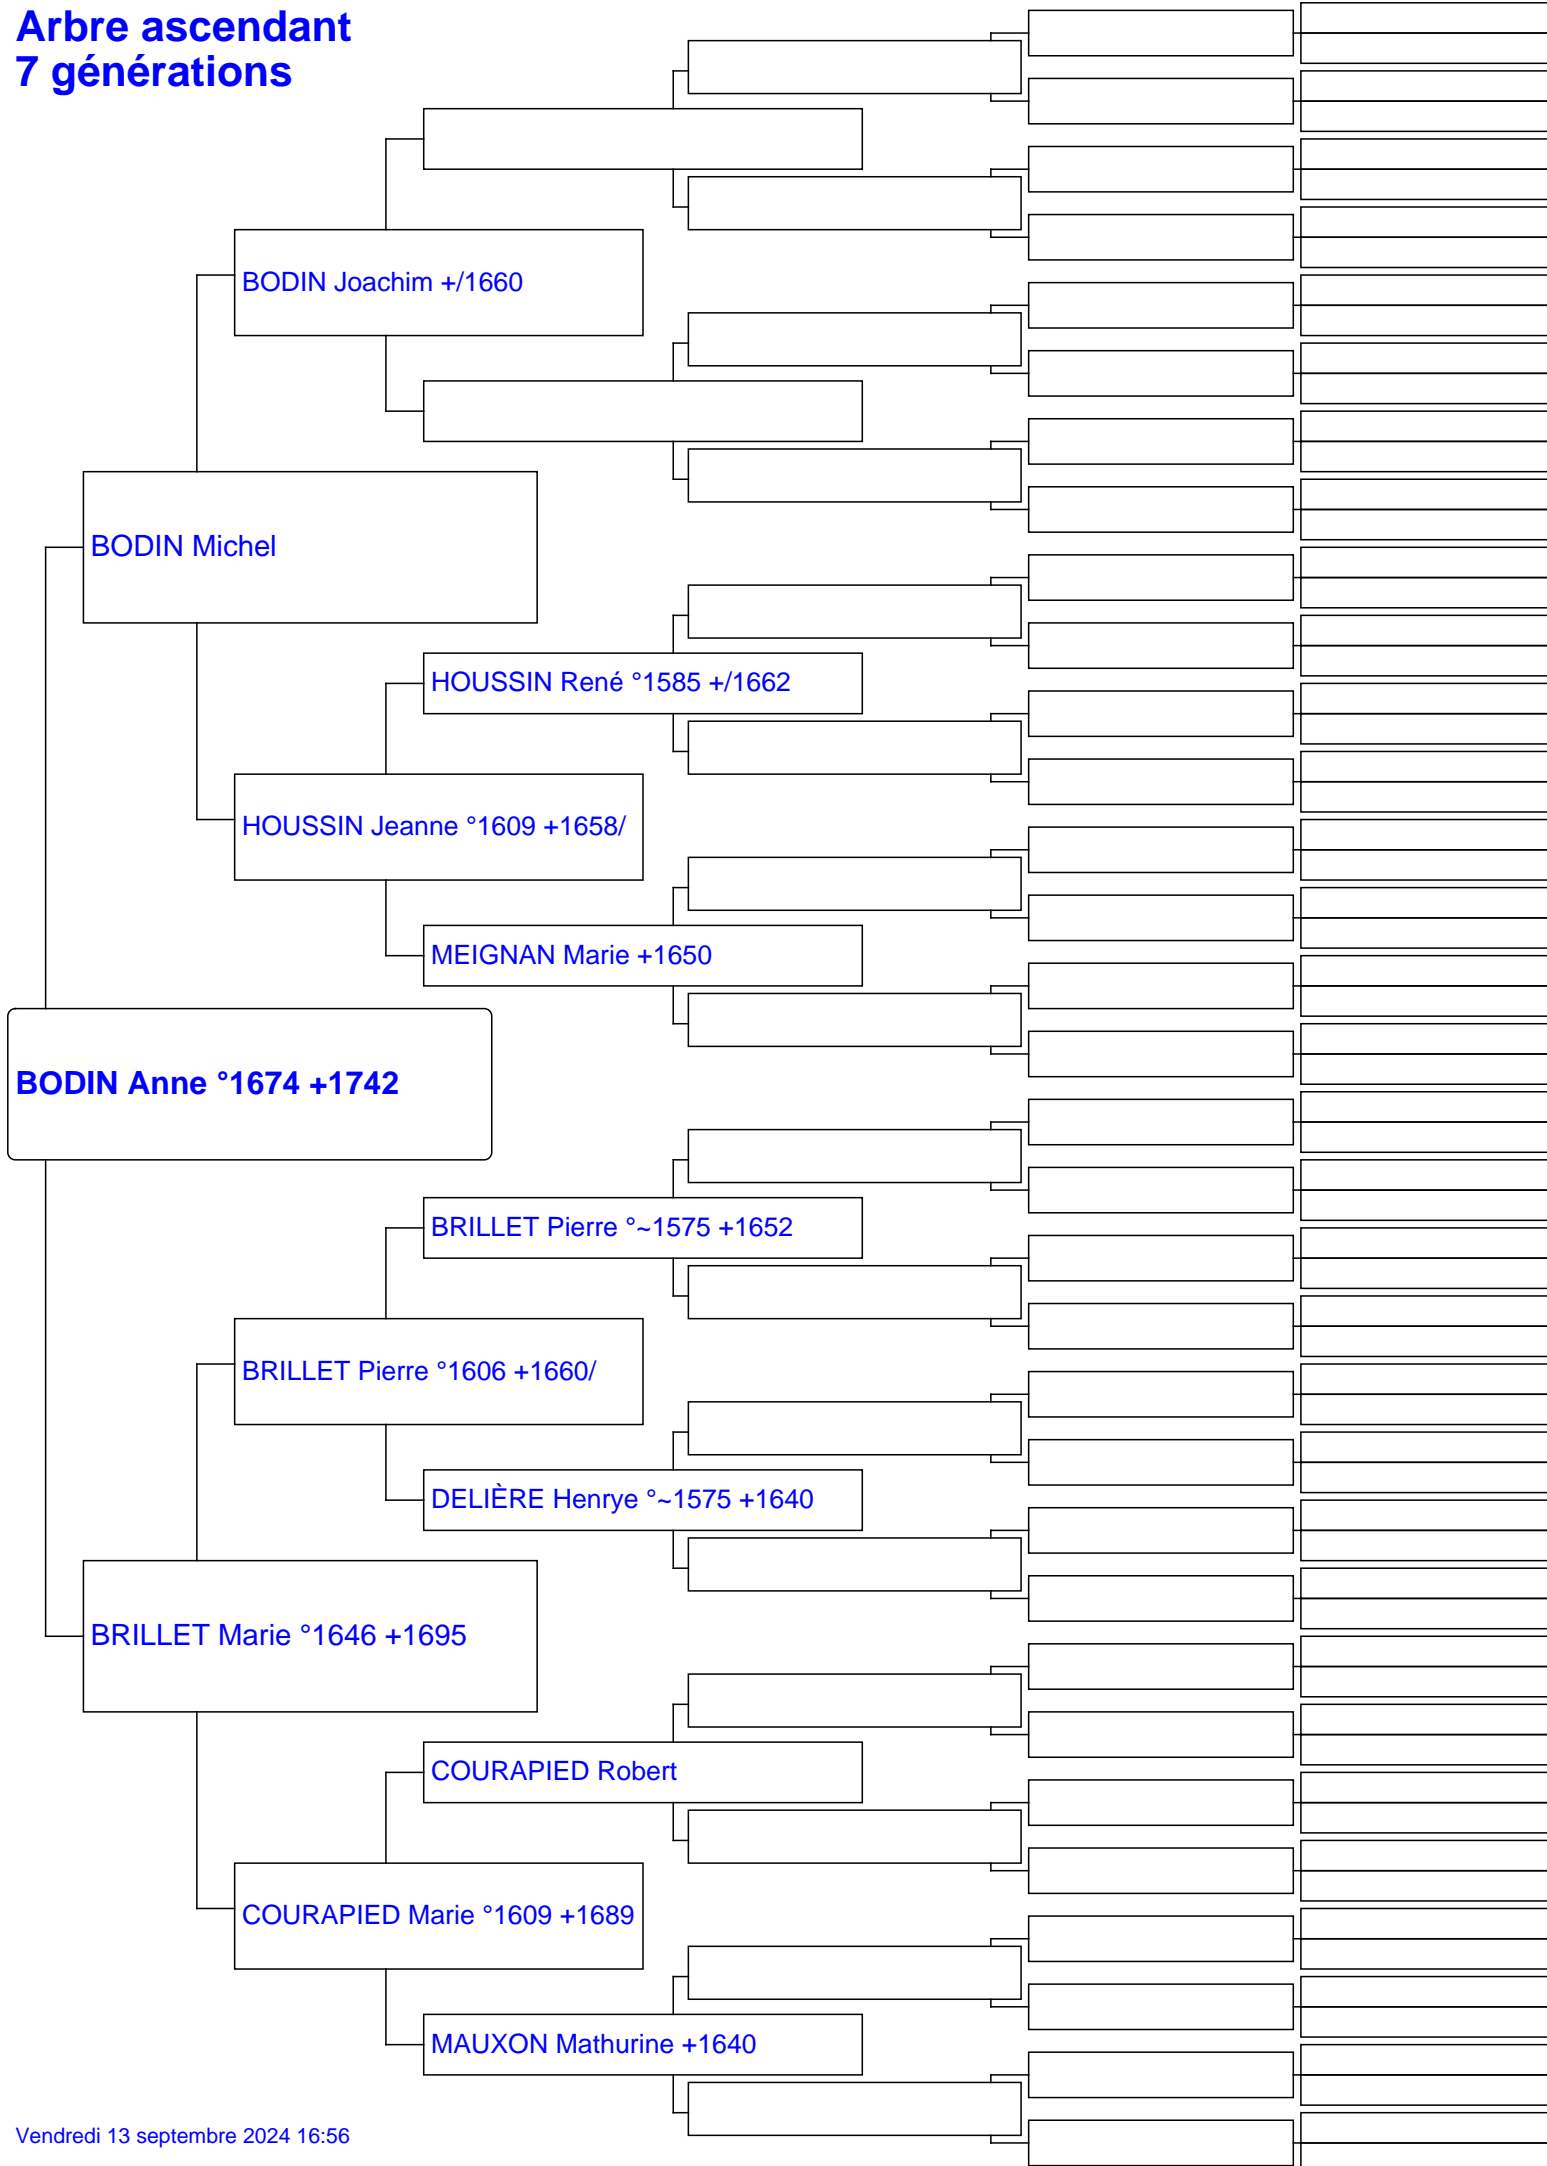 Arbre ascendant
7 générations
BODIN Joachim +/1660
BODIN Michel
HOUSSIN René °1585 +/1662
HOUSSIN Jeanne °1609 +1658/
MEIGNAN Marie +1650
BODIN Anne °1674 +1742
BRILLET Pierre °~1575 +1652
BRILLET Pierre °1606 +1660/
DELIÈRE Henrye °~1575 +1640
BRILLET Marie °1646 +1695
COURAPIED Robert
COURAPIED Marie °1609 +1689
MAUXON Mathurine +1640
Vendredi 13 septembre 2024 16:56